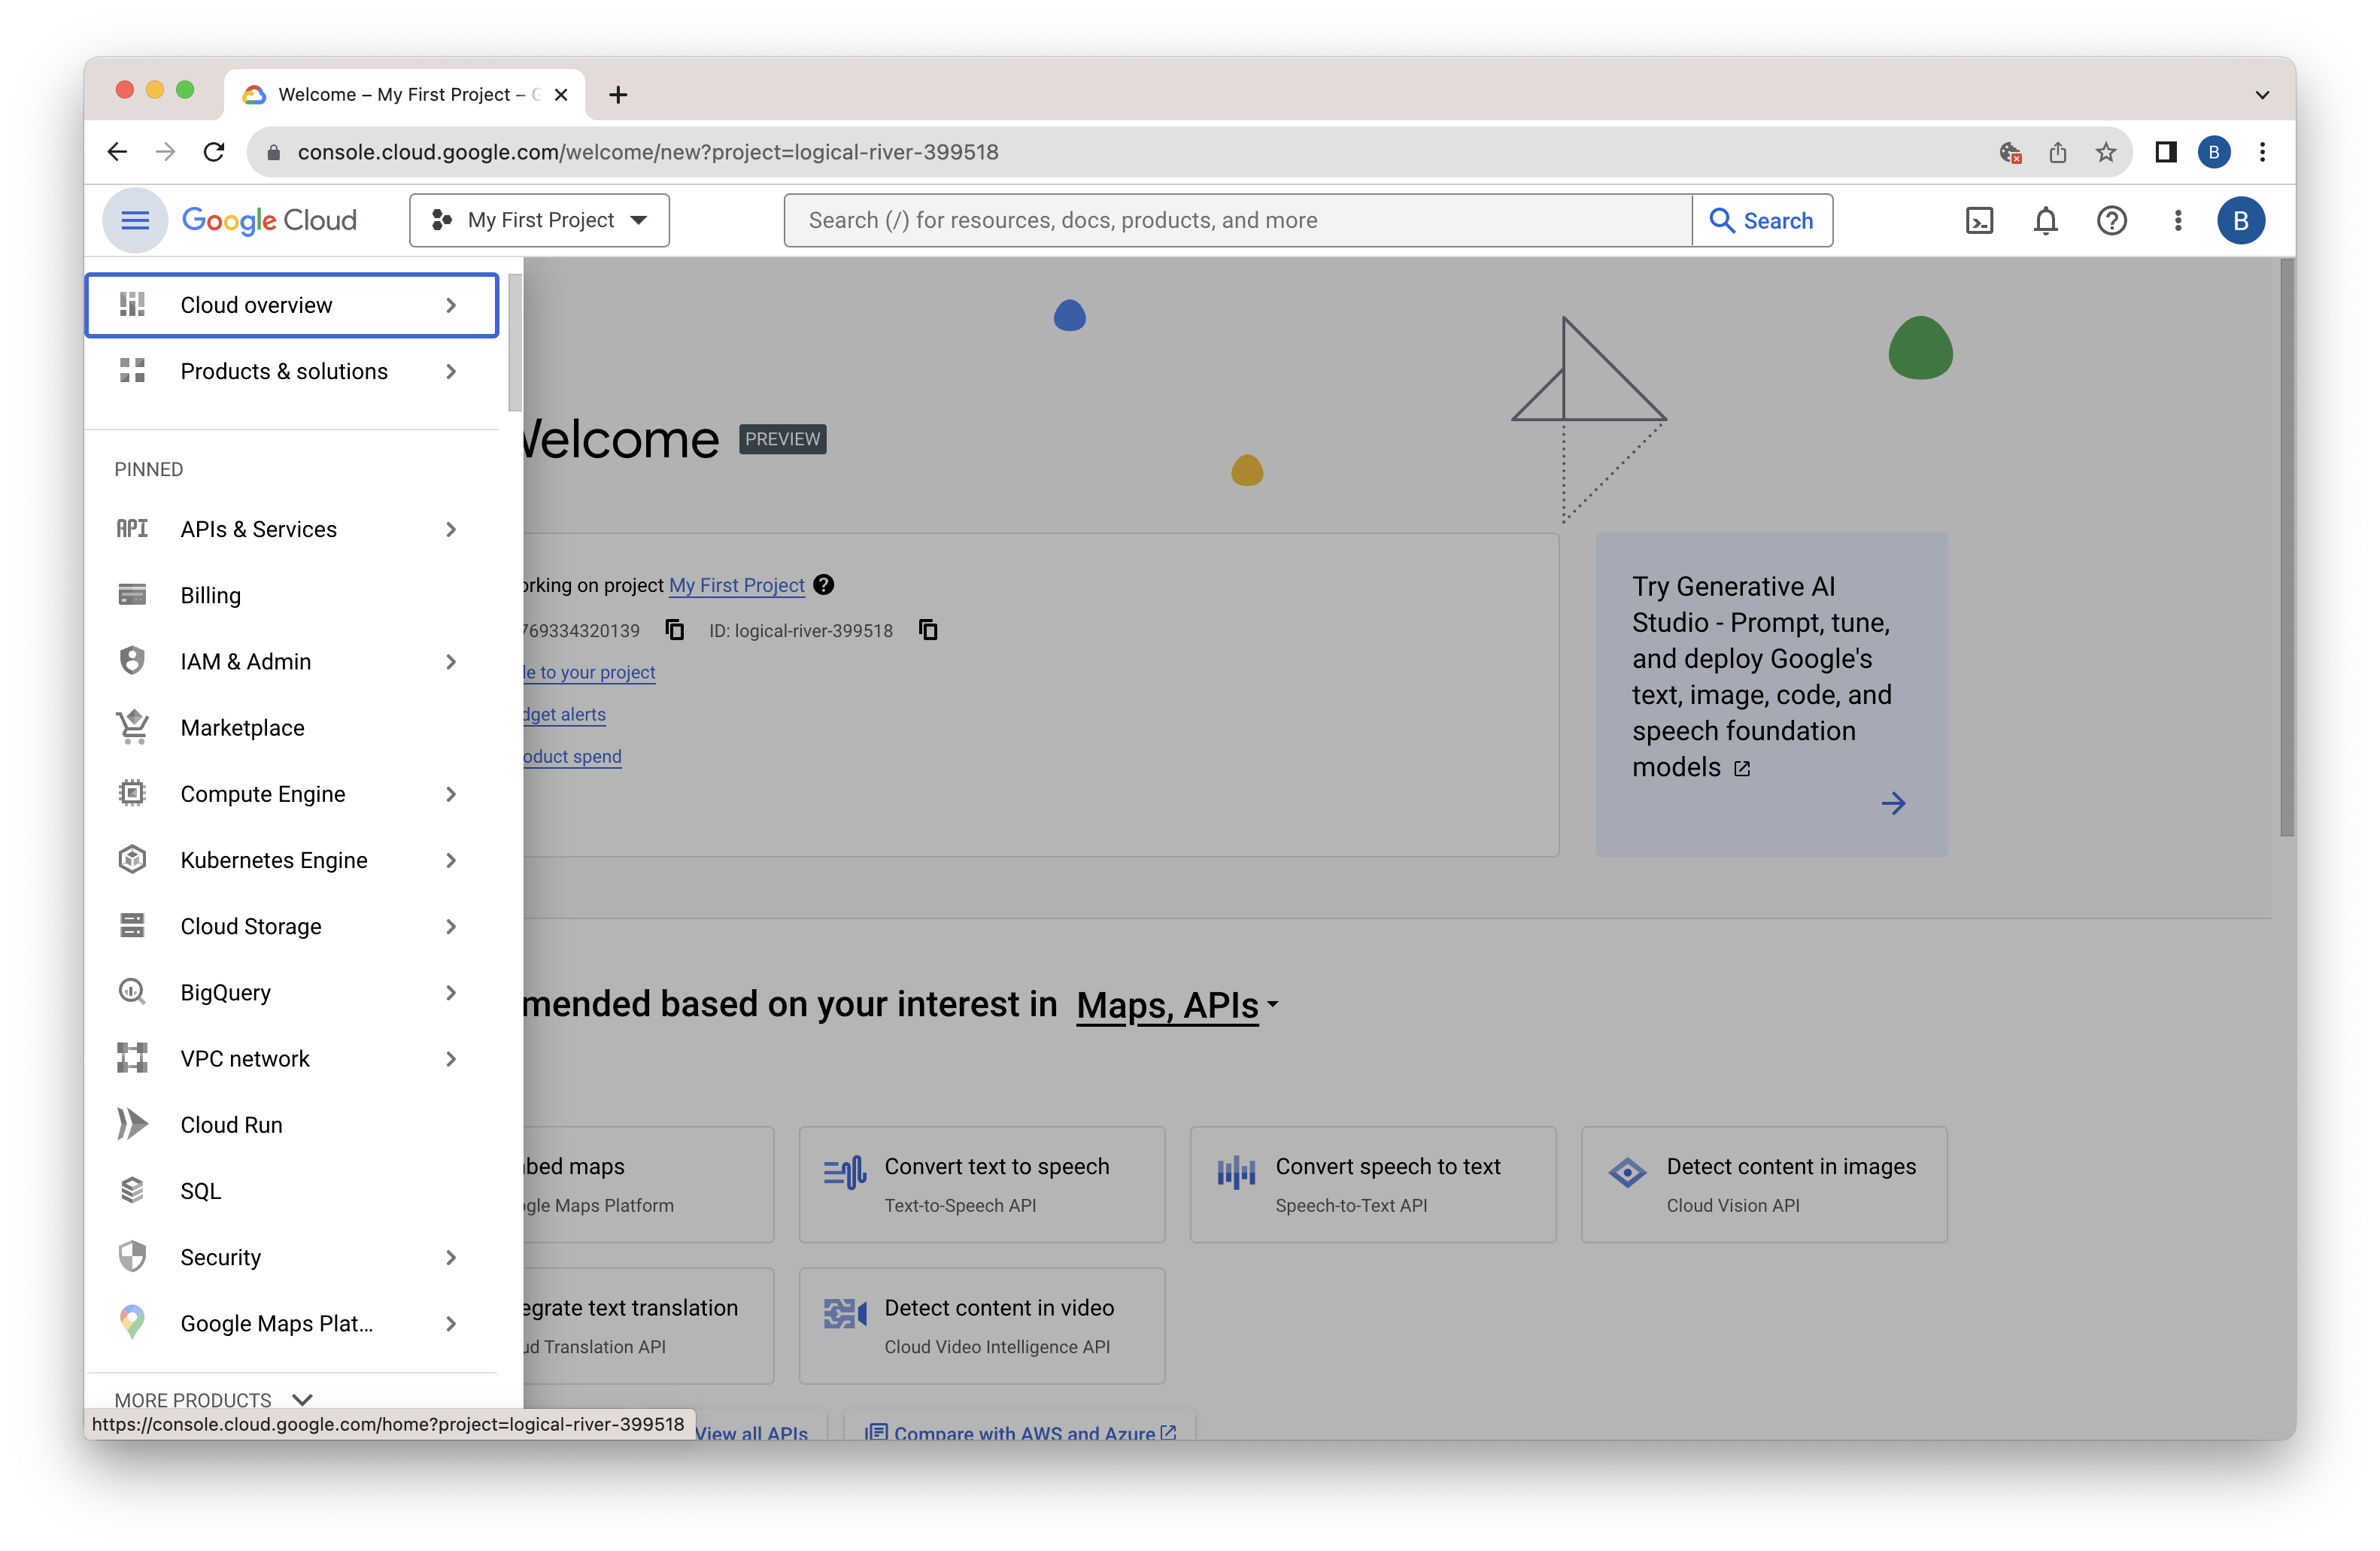 Welcome – My First Project –
console.cloud.google.com/welcome/new?project=logical-river-399518
B
Google Cloud
My First Project
Search (/) for resources, docs, products, and more
Search
B
Cloud overview
Products & solutions
PINNED
API APIs & Services
Billing
IAM & Admin
Marketplace
Compute Engine
Kubernetes Engine
Cloud Storage
BigQuery
VPC network
Cloud Run
SQL
Security
Google Maps Plat...
MORE PRODUCTS
https://console.cloud.google.com/home?project=logical-river-399518
Welcome PREVIEW
orking on project My First Project
769334320139 ID: logical-river-399518
le to your project
dget alerts
oduct spend
Try Generative AI
Studio - Prompt, tune,
and deploy Google's
text, image, code, and
speech foundation
models
mended based on your interest in Maps, APIs
bed maps
gle Maps Platform
Convert text to speech
Text-to-Speech API
Convert speech to text
Speech-to-Text API
Detect content in images
Cloud Vision API
egrate text translation
ud Translation API
Detect content in video
Cloud Video Intelligence API
View all APIs
Compare with AWS and Azure